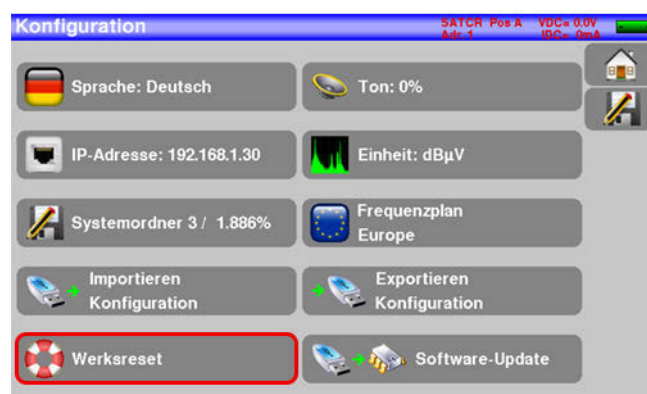 Konfiguration
SATCR Pos A VDC= 0,0V
Adr.1 IDC= 0mA
Sprache: Deutsch
Ton: 0%
IP-Adresse: 192.168.1.30
Einheit: dBµV
Systemordner 3 / 1.886%
Frequenzplan
Europe
Importieren
Konfiguration
Exportieren
Konfiguration
Werksreset
Software-Update